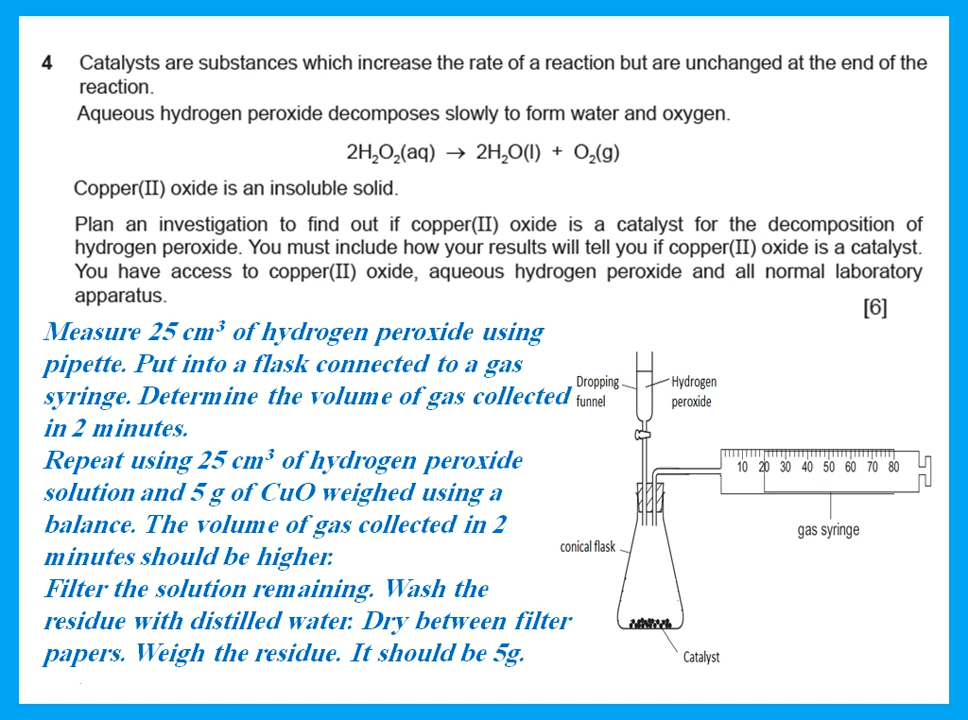 4 Catalysts are substances which increase the rate of a reaction but are unchanged at the end of the
reaction.
Aqueous hydrogen peroxide decomposes slowly to form water and oxygen.
2H₂O₂(aq) → 2H₂O(l) + O₂(g)
Copper(II) oxide is an insoluble solid.
Plan an investigation to find out if copper(II) oxide is a catalyst for the decomposition of
hydrogen peroxide. You must include how your results will tell you if copper(II) oxide is a catalyst.
You have access to copper(II) oxide, aqueous hydrogen peroxide and all normal laboratory
apparatus.
[6]
Measure 25 cm³ of hydrogen peroxide using
pipette. Put into a flask connected to a gas
syringe. Determine the volume of gas collected
in 2 minutes.
Repeat using 25 cm³ of hydrogen peroxide
solution and 5 g of CuO weighed using a
balance. The volume of gas collected in 2
minutes should be higher.
Filter the solution remaining. Wash the
residue with distilled water. Dry between filter
papers. Weigh the residue. It should be 5g.
Dropping
funnel
Hydrogen
peroxide
10 20 30 40 50 60 70 80
gas syringe
conical flask
Catalyst